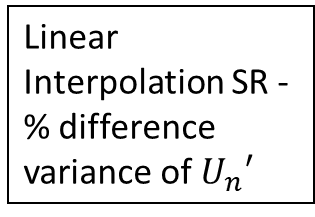 Linear
Interpolation SR -
% difference
variance of Uₙ′